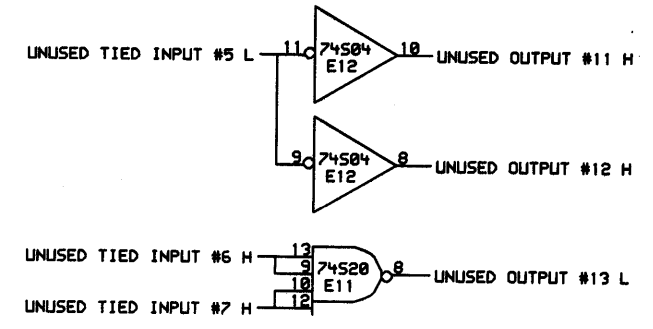 UNUSED TIED INPUT #5 L
11
74S04
E12
10
UNUSED OUTPUT #11 H
9
74S04
E12
8
UNUSED OUTPUT #12 H
UNUSED TIED INPUT #6 H
13
9
10
12
74S20
E11
8
UNUSED OUTPUT #13 L
UNUSED TIED INPUT #7 H